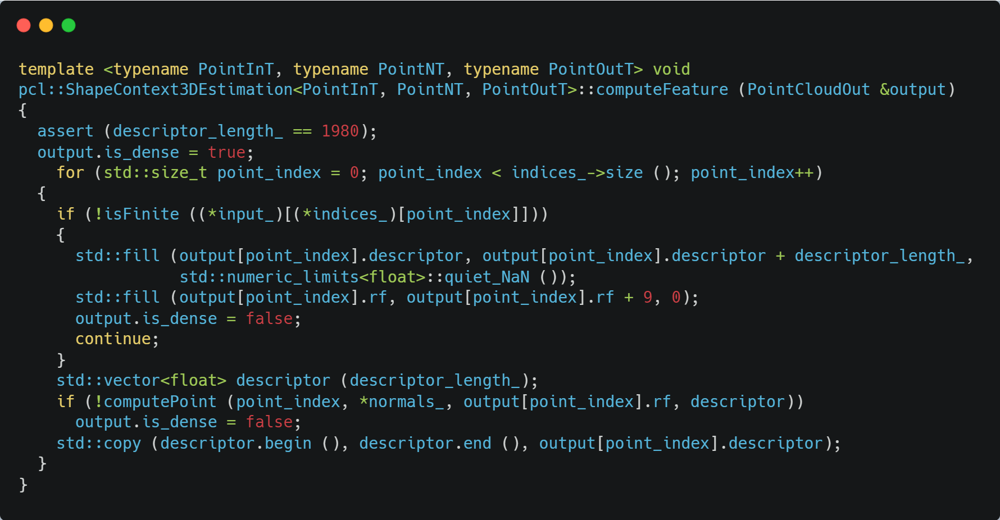 template <typename PointInT, typename PointNT, typename PointOutT> void
pcl::ShapeContext3DEstimation<PointInT, PointNT, PointOutT>::computeFeature (PointCloudOut &output)
{
  assert (descriptor_length_ == 1980);
  output.is_dense = true;
    for (std::size_t point_index = 0; point_index < indices_->size (); point_index++)
  {
    if (!isFinite ((*input_)[(*indices_)[point_index]]))
    {
      std::fill (output[point_index].descriptor, output[point_index].descriptor + descriptor_length_,
                 std::numeric_limits<float>::quiet_NaN ());
      std::fill (output[point_index].rf, output[point_index].rf + 9, 0);
      output.is_dense = false;
      continue;
    }
    std::vector<float> descriptor (descriptor_length_);
    if (!computePoint (point_index, *normals_, output[point_index].rf, descriptor))
      output.is_dense = false;
    std::copy (descriptor.begin (), descriptor.end (), output[point_index].descriptor);
  }
}